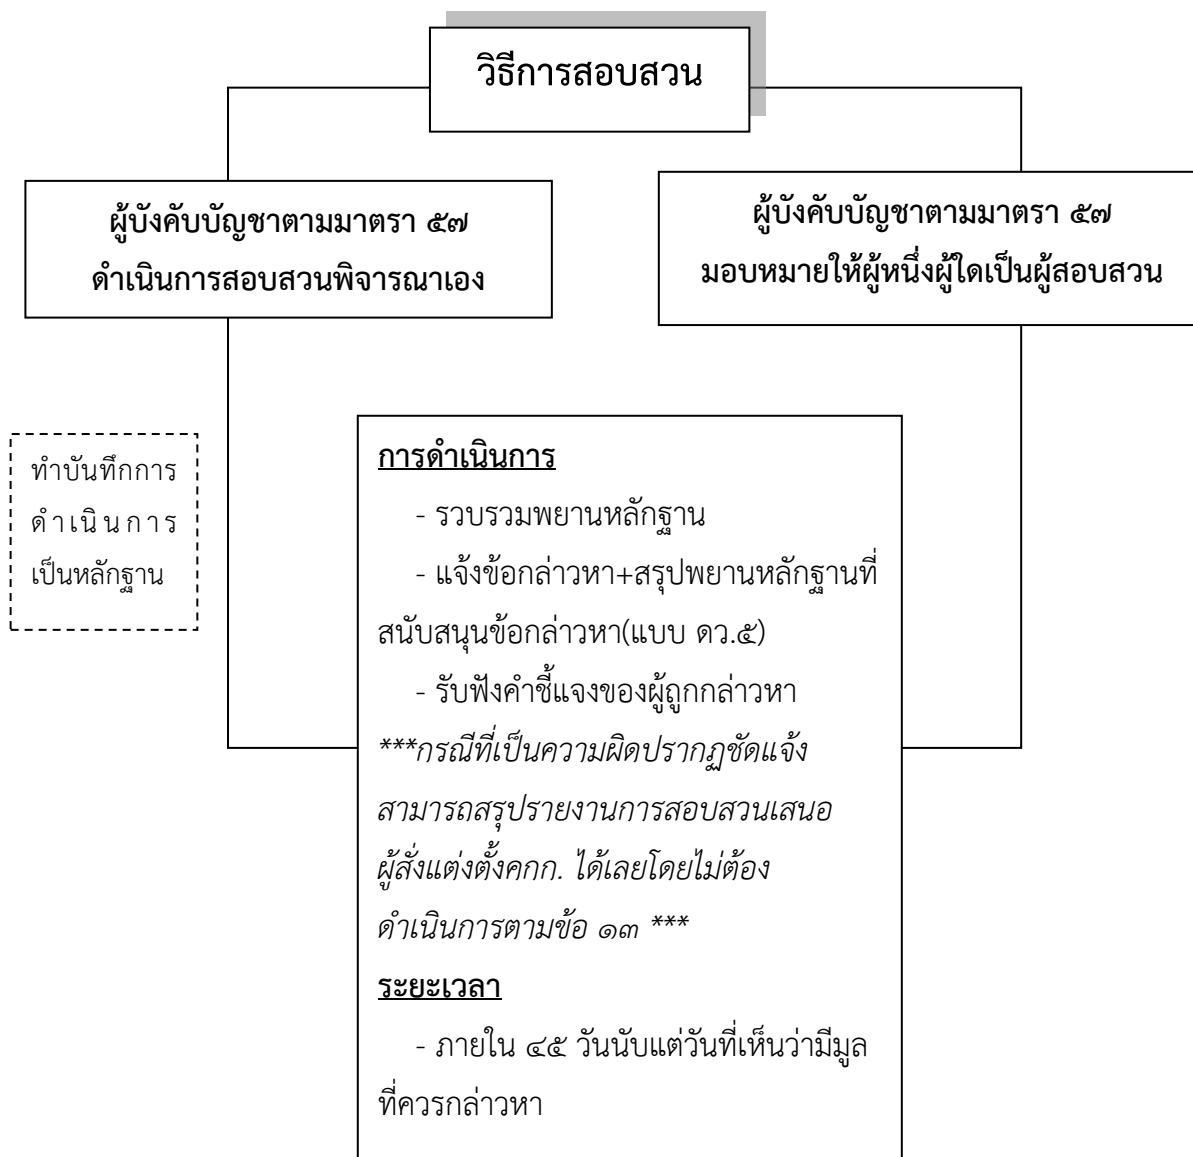 วิธีการสอบสวน
ผู้บังคับบัญชาตามมาตรา ๕๗
ดำเนินการสอบสวนพิจารณาเอง
ผู้บังคับบัญชาตามมาตรา ๕๗
มอบหมายให้ผู้หนึ่งผู้ใดเป็นผู้สอบสวน
ทำบันทึกการ
ดำเนินการ
เป็นหลักฐาน
การดำเนินการ
- รวบรวมพยานหลักฐาน
- แจ้งข้อกล่าวหา+สรุปพยานหลักฐานที่
สนับสนุนข้อกล่าวหา(แบบ ดว.๕)
- รับฟังคำชี้แจงของผู้ถูกกล่าวหา
***กรณีที่เป็นความผิดปรากฏชัดแจ้ง
สามารถสรุปรายงานการสอบสวนเสนอ
ผู้สั่งแต่งตั้งคกก. ได้เลยโดยไม่ต้อง
ดำเนินการตามข้อ ๑๓ ***
ระยะเวลา
- ภายใน ๔๕ วันนับแต่วันที่เห็นว่ามีมูล
ที่ควรกล่าวหา